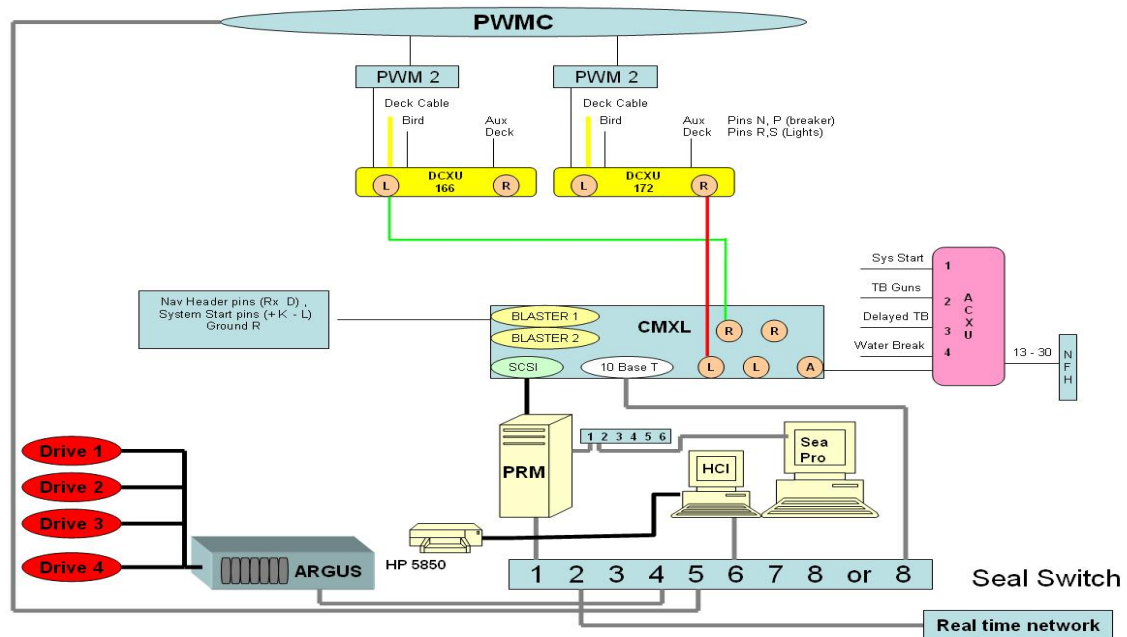 PWMC
PWM 2
PWM 2
Deck Cable
Bird
Aux
Deck
Deck Cable
Bird
Aux
Deck
Pins N, P (breaker)
Pins R,S (Lights)
L
DCXU
166
R
L
DCXU
172
R
Nav Header pins (Rx D) ,
System Start pins (+ K - L)
Ground R
BLASTER 1
BLASTER 2
CMXL
R
R
SCSI
10 Base T
L
L
A
Sys Start
1
TB Guns
2
Delayed TB
3
Water Break
4
A
C
X
U
13 - 30
N
F
H
PRM
1 2 3 4 5 6
HCI
Sea
Pro
Drive 1
Drive 2
Drive 3
Drive 4
ARGUS
HP 5850
1 2 3 4 5 6 7 8 or 8
Seal Switch
Real time network